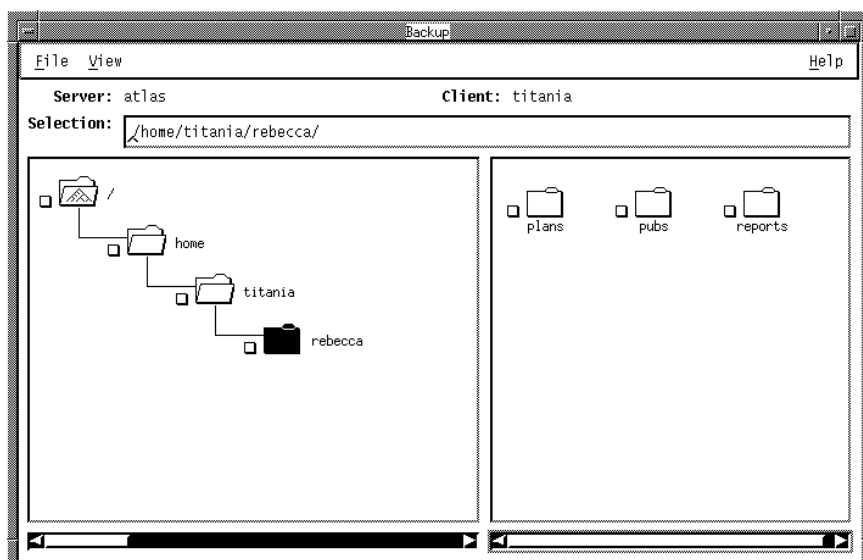 Backup
File View Help
Server: atlas Client: titania
Selection: /home/titania/rebecca/
/
home
titania
rebecca
plans pubs reports